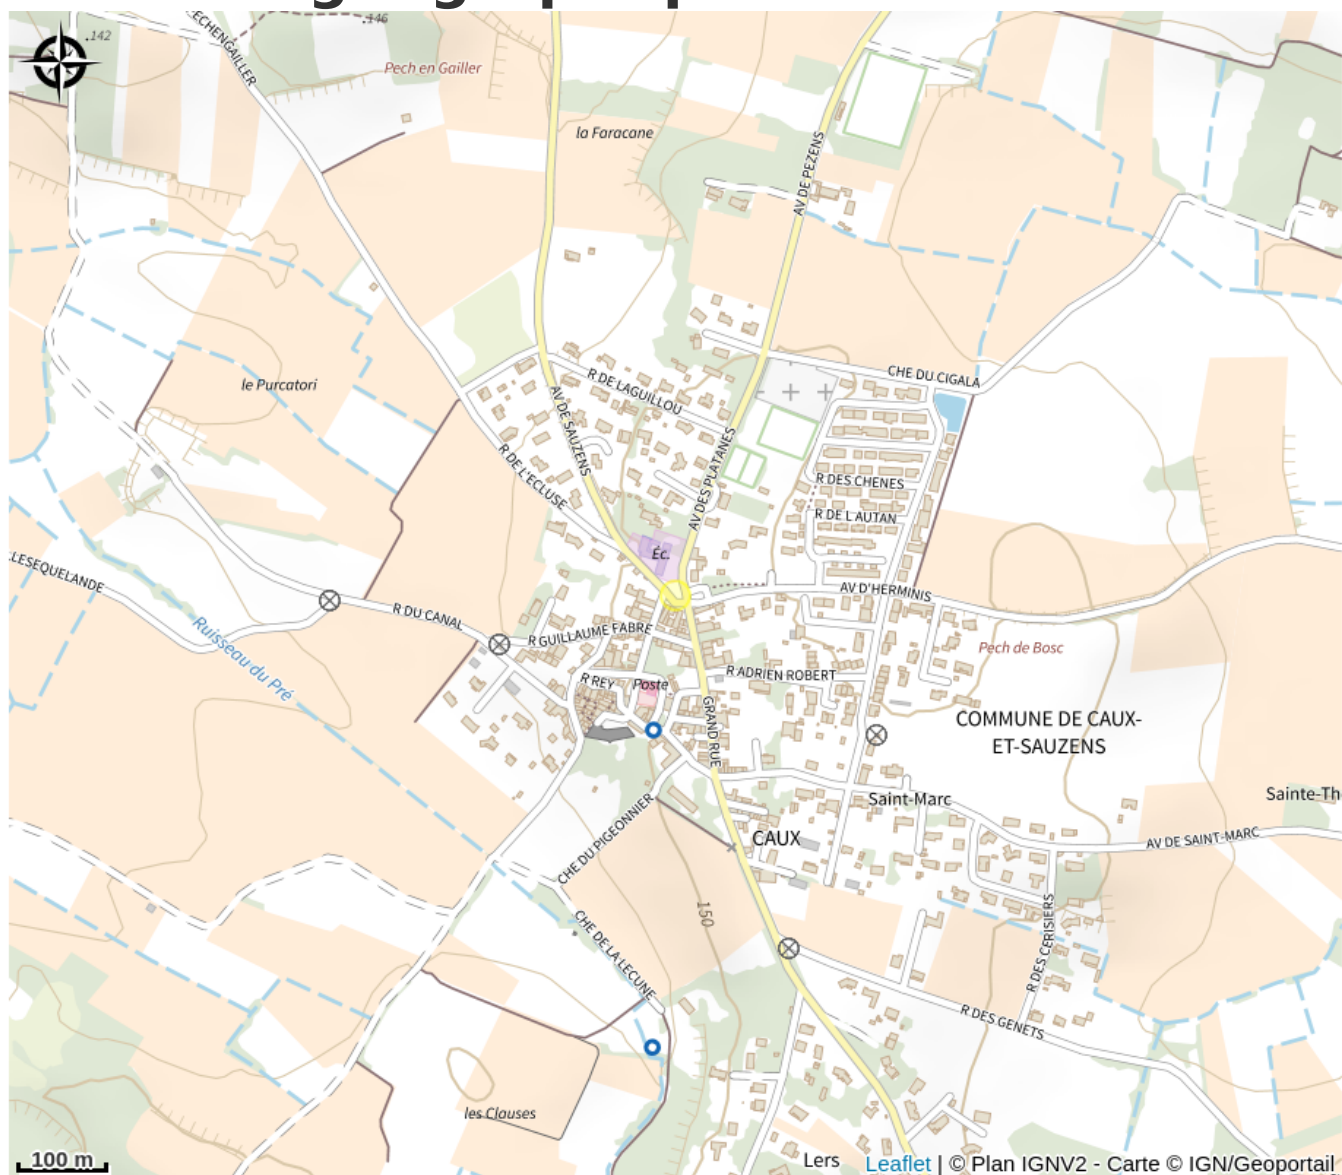 146
142
ECHENGAILLER
Pech en Gailler
la Faracane
AV DE PEZENS
le Purcatori
R DE LAGUILLOU
CHE DU CIGALA
AV DE SAUZENS
R DE L'ECLUSE
AV DES PLATANES
R DES CHENES
R DE L AUTAN
Éc.
LESEQUELANDE
AV D'HERMINIS
R DU CANAL
R GUILLAUME FABRE
Ruisseau du Pré
Pech de Bosc
R REY
Poste
R ADRIEN ROBERT
GRAND RUE
COMMUNE DE CAUX-
ET-SAUZENS
Saint-Marc
Sainte-Th
CHE DU PIGEONNIER
CAUX
AV DE SAINT-MARC
150
CHE DE LA LECUNE
R DES CERISIERS
R DES GENETS
les Clauses
Lers
100 m
Leaflet | © Plan IGNV2 - Carte © IGN/Geoportail